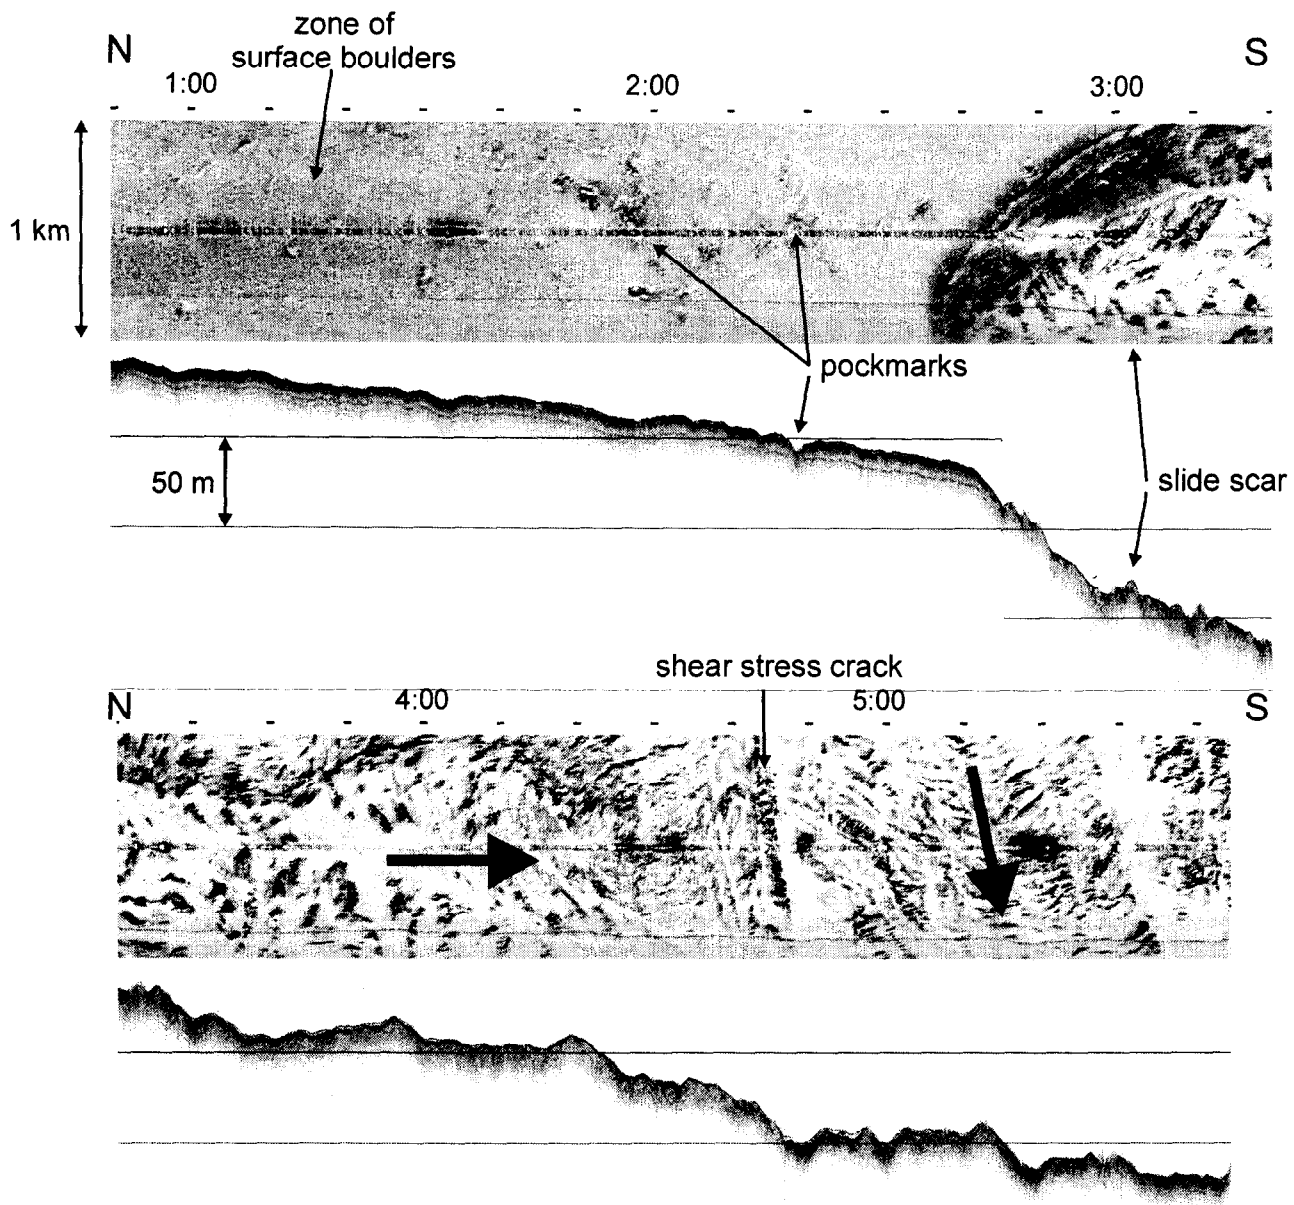 zone of
surface boulders
N
S
1:00
2:00
3:00
1 km
pockmarks
50 m
slide scar
shear stress crack
N
4:00
5:00
S